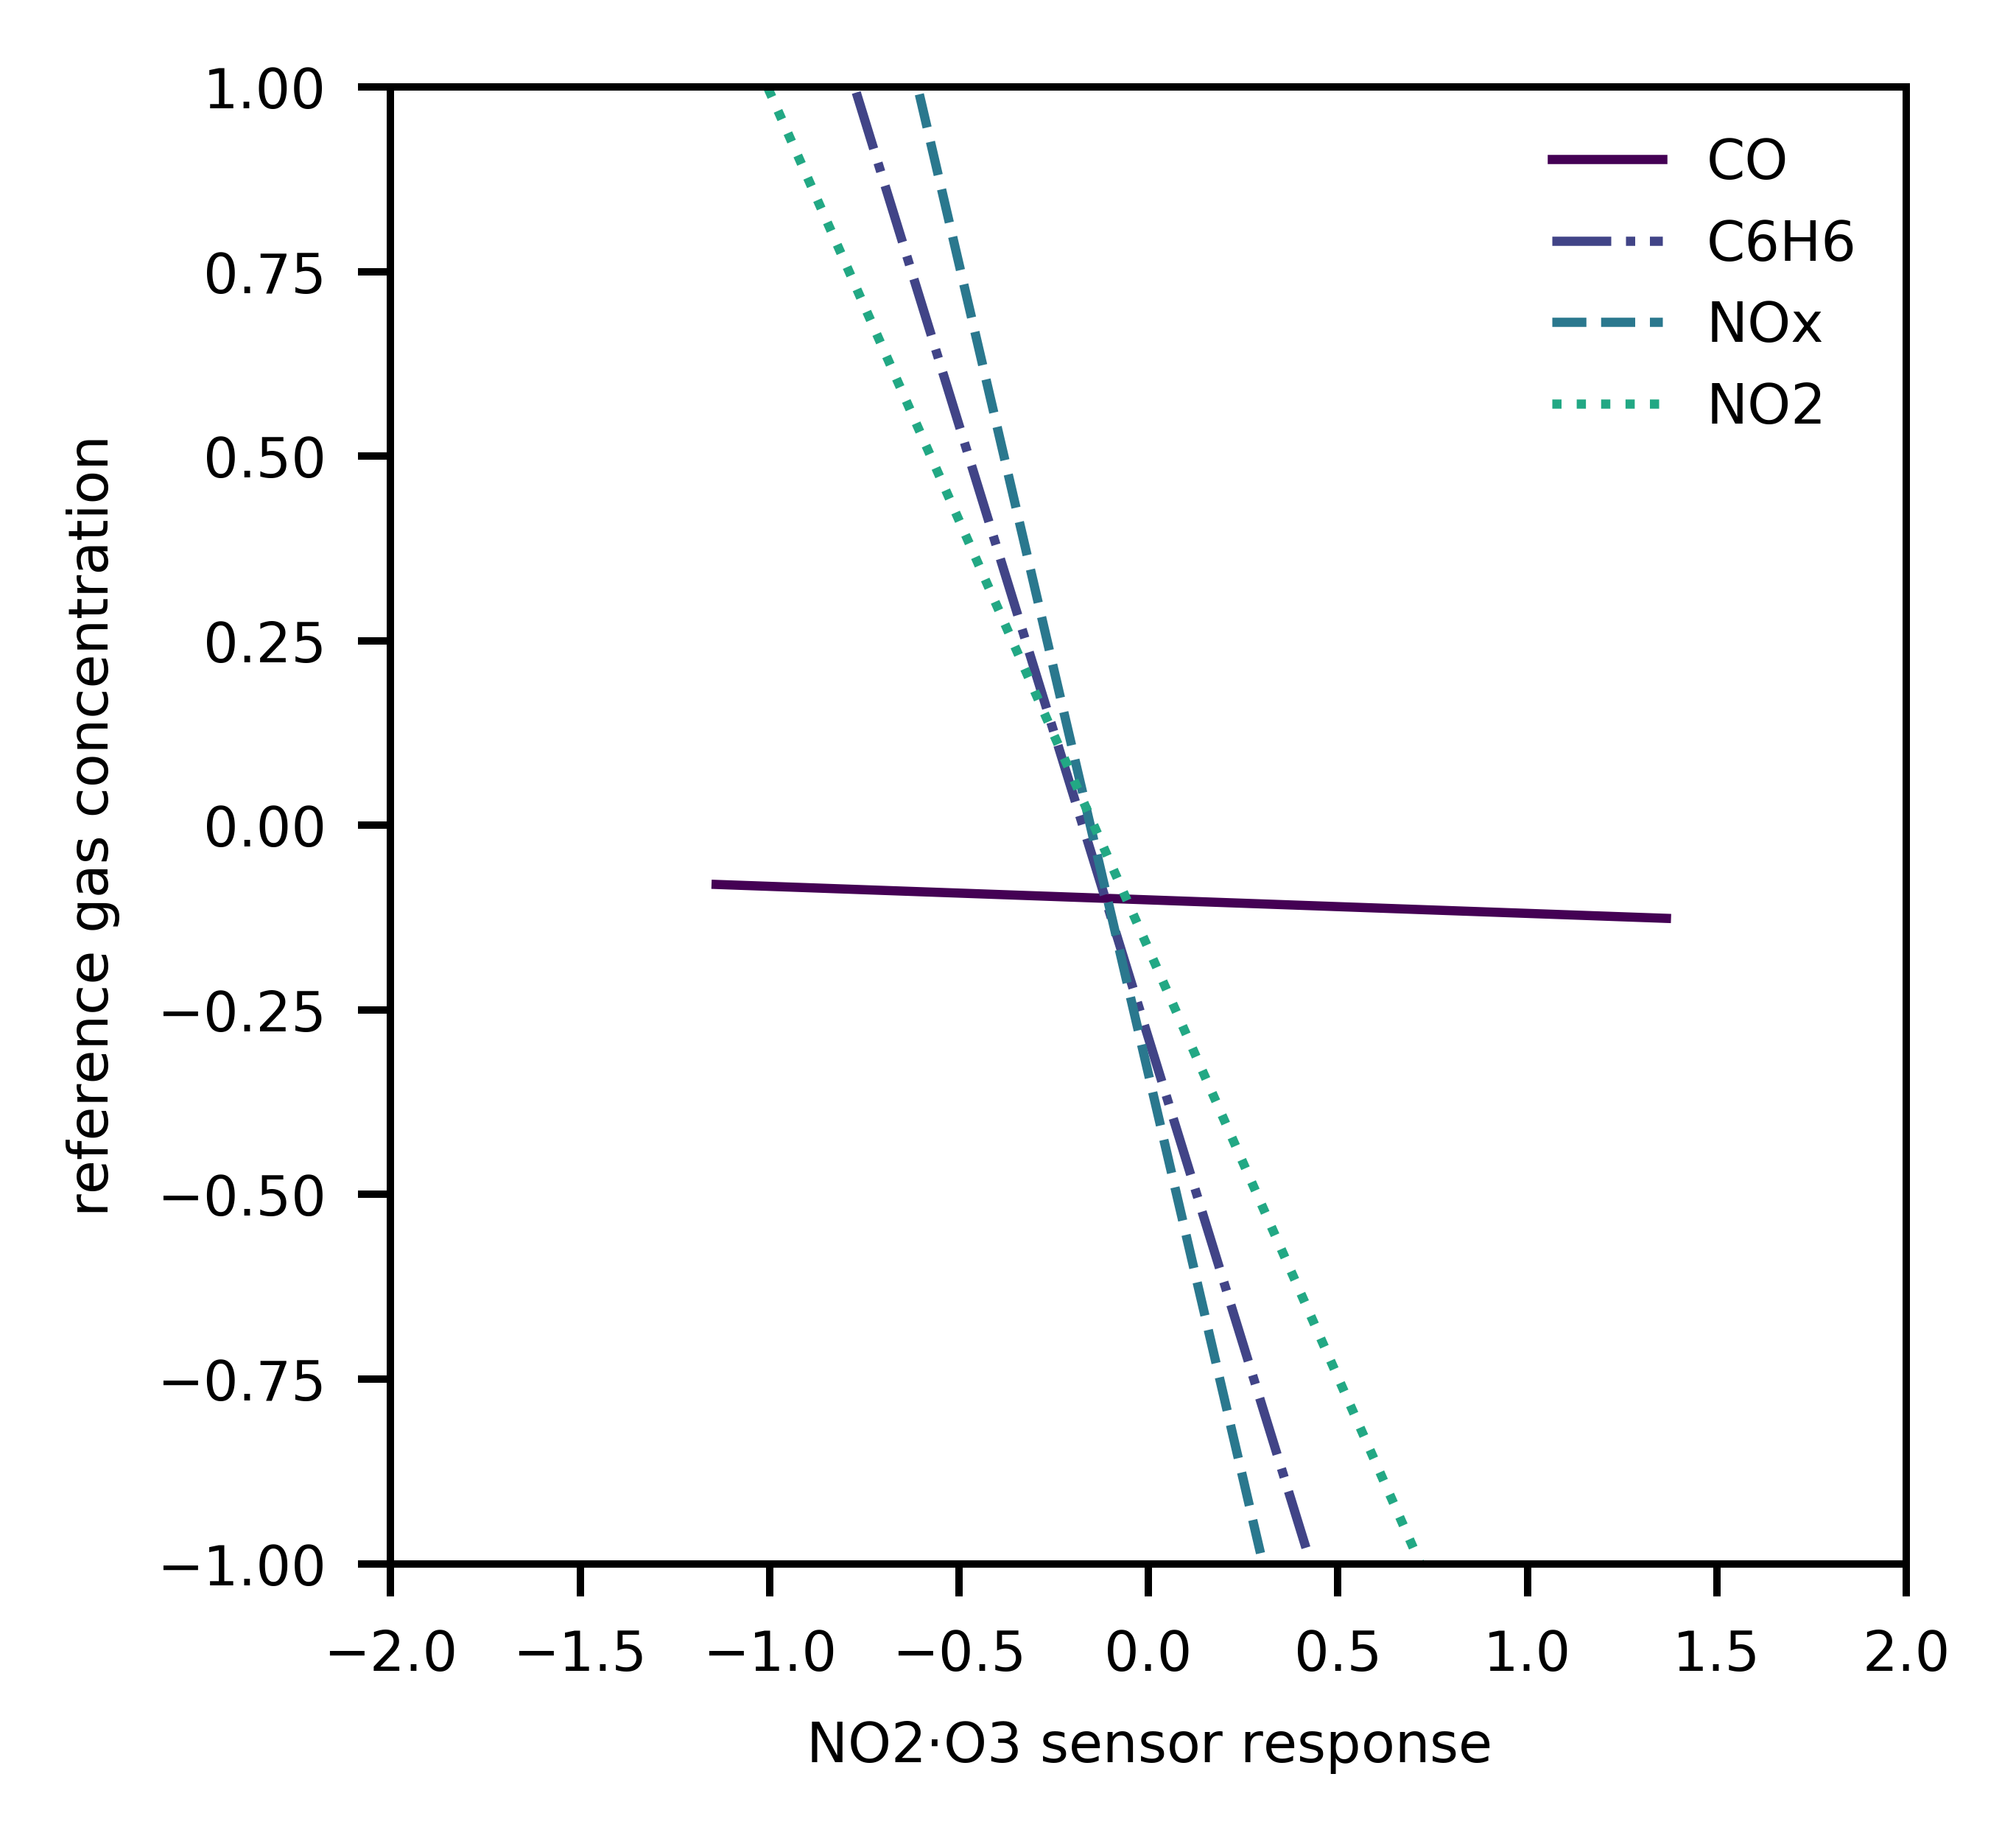 1.00
0.75
0.50
0.25
0.00
−0.25
−0.50
−0.75
−1.00
reference gas concentration
CO
C6H6
NOx
NO2
−2.0 −1.5 −1.0 −0.5 0.0 0.5 1.0 1.5 2.0
NO2·O3 sensor response